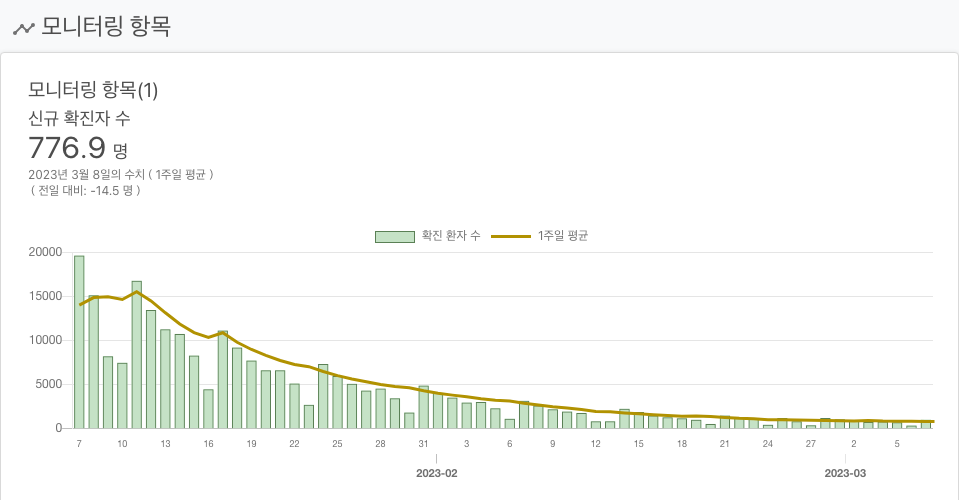 모니터링 항목
모니터링 항목(1)
신규 확진자 수
776.9 명
2023년 3월 8일의 수치 ( 1주일 평균 )
( 전일 대비: -14.5 명 )
확진 환자 수 1주일 평균
20000
15000
10000
5000
0
7 10 13 16 19 22 25 28 31 3 6 9 12 15 18 21 24 27 2 5
2023-02 2023-03